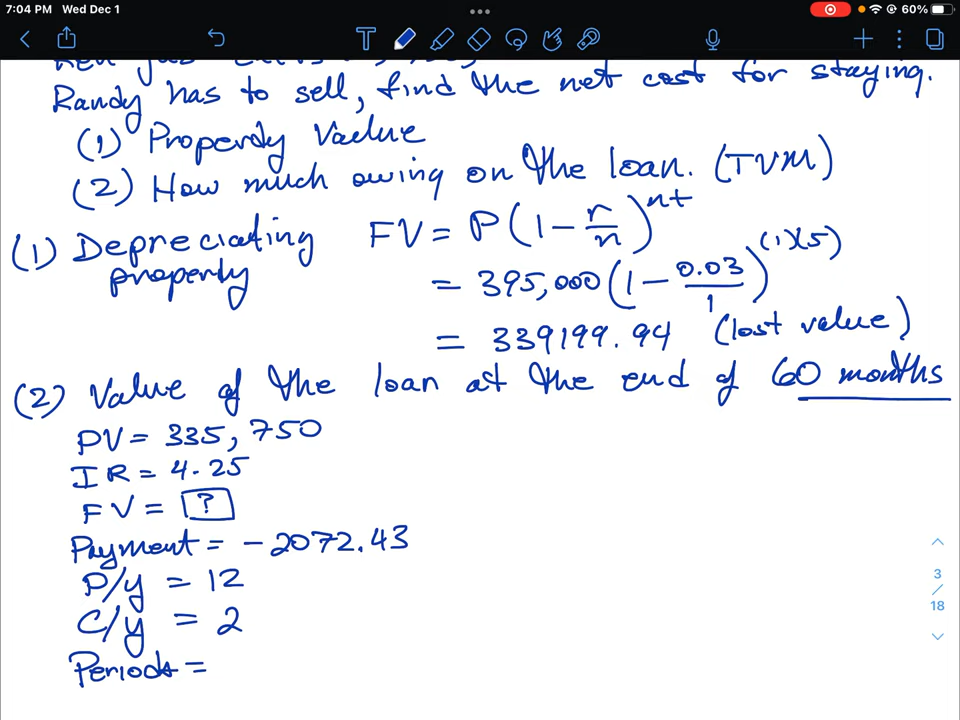 7:04 PM Wed Dec 1
60%
T
Randy has to sell, find the net cost for staying.
(1) Property Value
(2) How much owing on the loan. (TVM)
(1) Depreciating property FV = P(1 - r/n)^nt
= 395,000(1 - 0.03/1)^(1)(5)
= 339199.94 (lost value)
(2) Value of the loan at the end of 60 months
PV = 335,750
IR = 4.25
FV = ?
Payment = -2072.43
P/y = 12
C/y = 2
Periods =
3
/
18